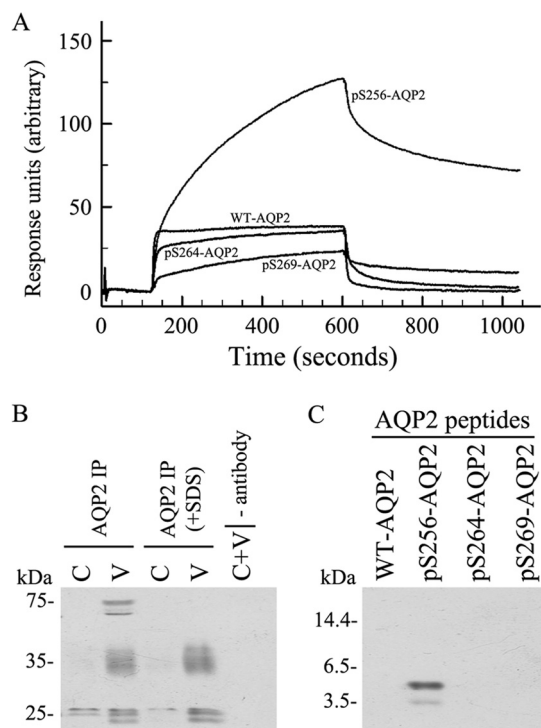 A
150
100
50
0
Response units (arbitrary)
pS256-AQP2
WT-AQP2
pS264-AQP2
pS269-AQP2
0 200 400 600 800 1000
Time (seconds)
B
AQP2 IP
AQP2 IP
(+SDS)
- antibody
C V C V C+V
kDa
75-
35-
25-
C
AQP2 peptides
WT-AQP2
pS256-AQP2
pS264-AQP2
pS269-AQP2
kDa
14.4-
6.5-
3.5-